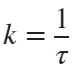 k = 1/τ